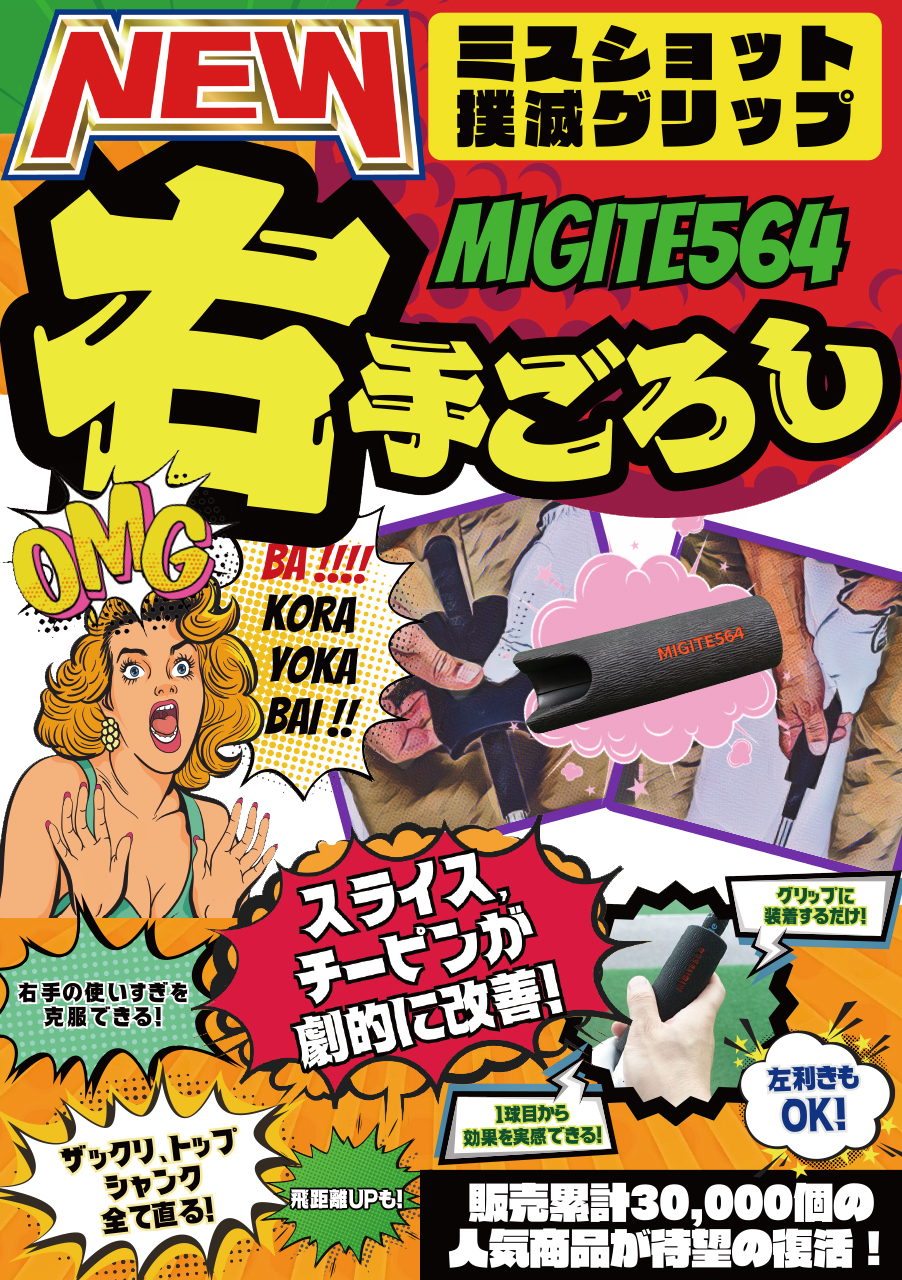 NEW
ミスショット
撲滅グリップ
MIGITE564
右手ごろし
OMG
BA !!!!
KORA
YOKA
BAI !!
MIGITE564
スライス,
チーピンが
劇的に改善!
グリップに
装着するだけ!
MIGITE564
右手の使いすぎを
克服できる!
左利きも
OK!
1球目から
効果を実感できる!
ザックリ、トップ
シャンク
全て直る!
飛距離UPも!
販売累計30,000個の
人気商品が待望の復活!